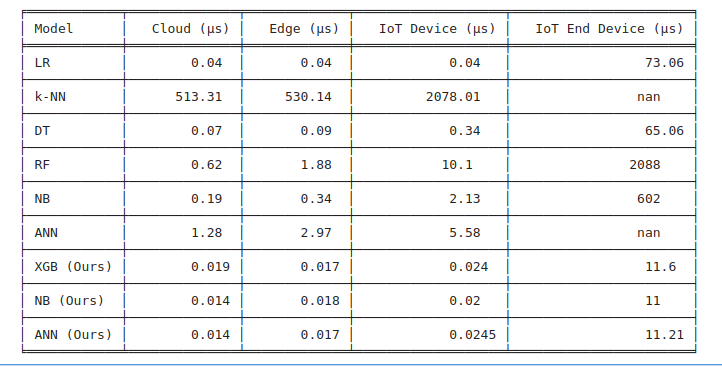 Model Cloud (μs) Edge (μs) IoT Device (μs) IoT End Device (μs)
LR 0.04 0.04 0.04 73.06
k-NN 513.31 530.14 2078.01 nan
DT 0.07 0.09 0.34 65.06
RF 0.62 1.88 10.1 2088
NB 0.19 0.34 2.13 602
ANN 1.28 2.97 5.58 nan
XGB (Ours) 0.019 0.017 0.024 11.6
NB (Ours) 0.014 0.018 0.02 11
ANN (Ours) 0.014 0.017 0.0245 11.21